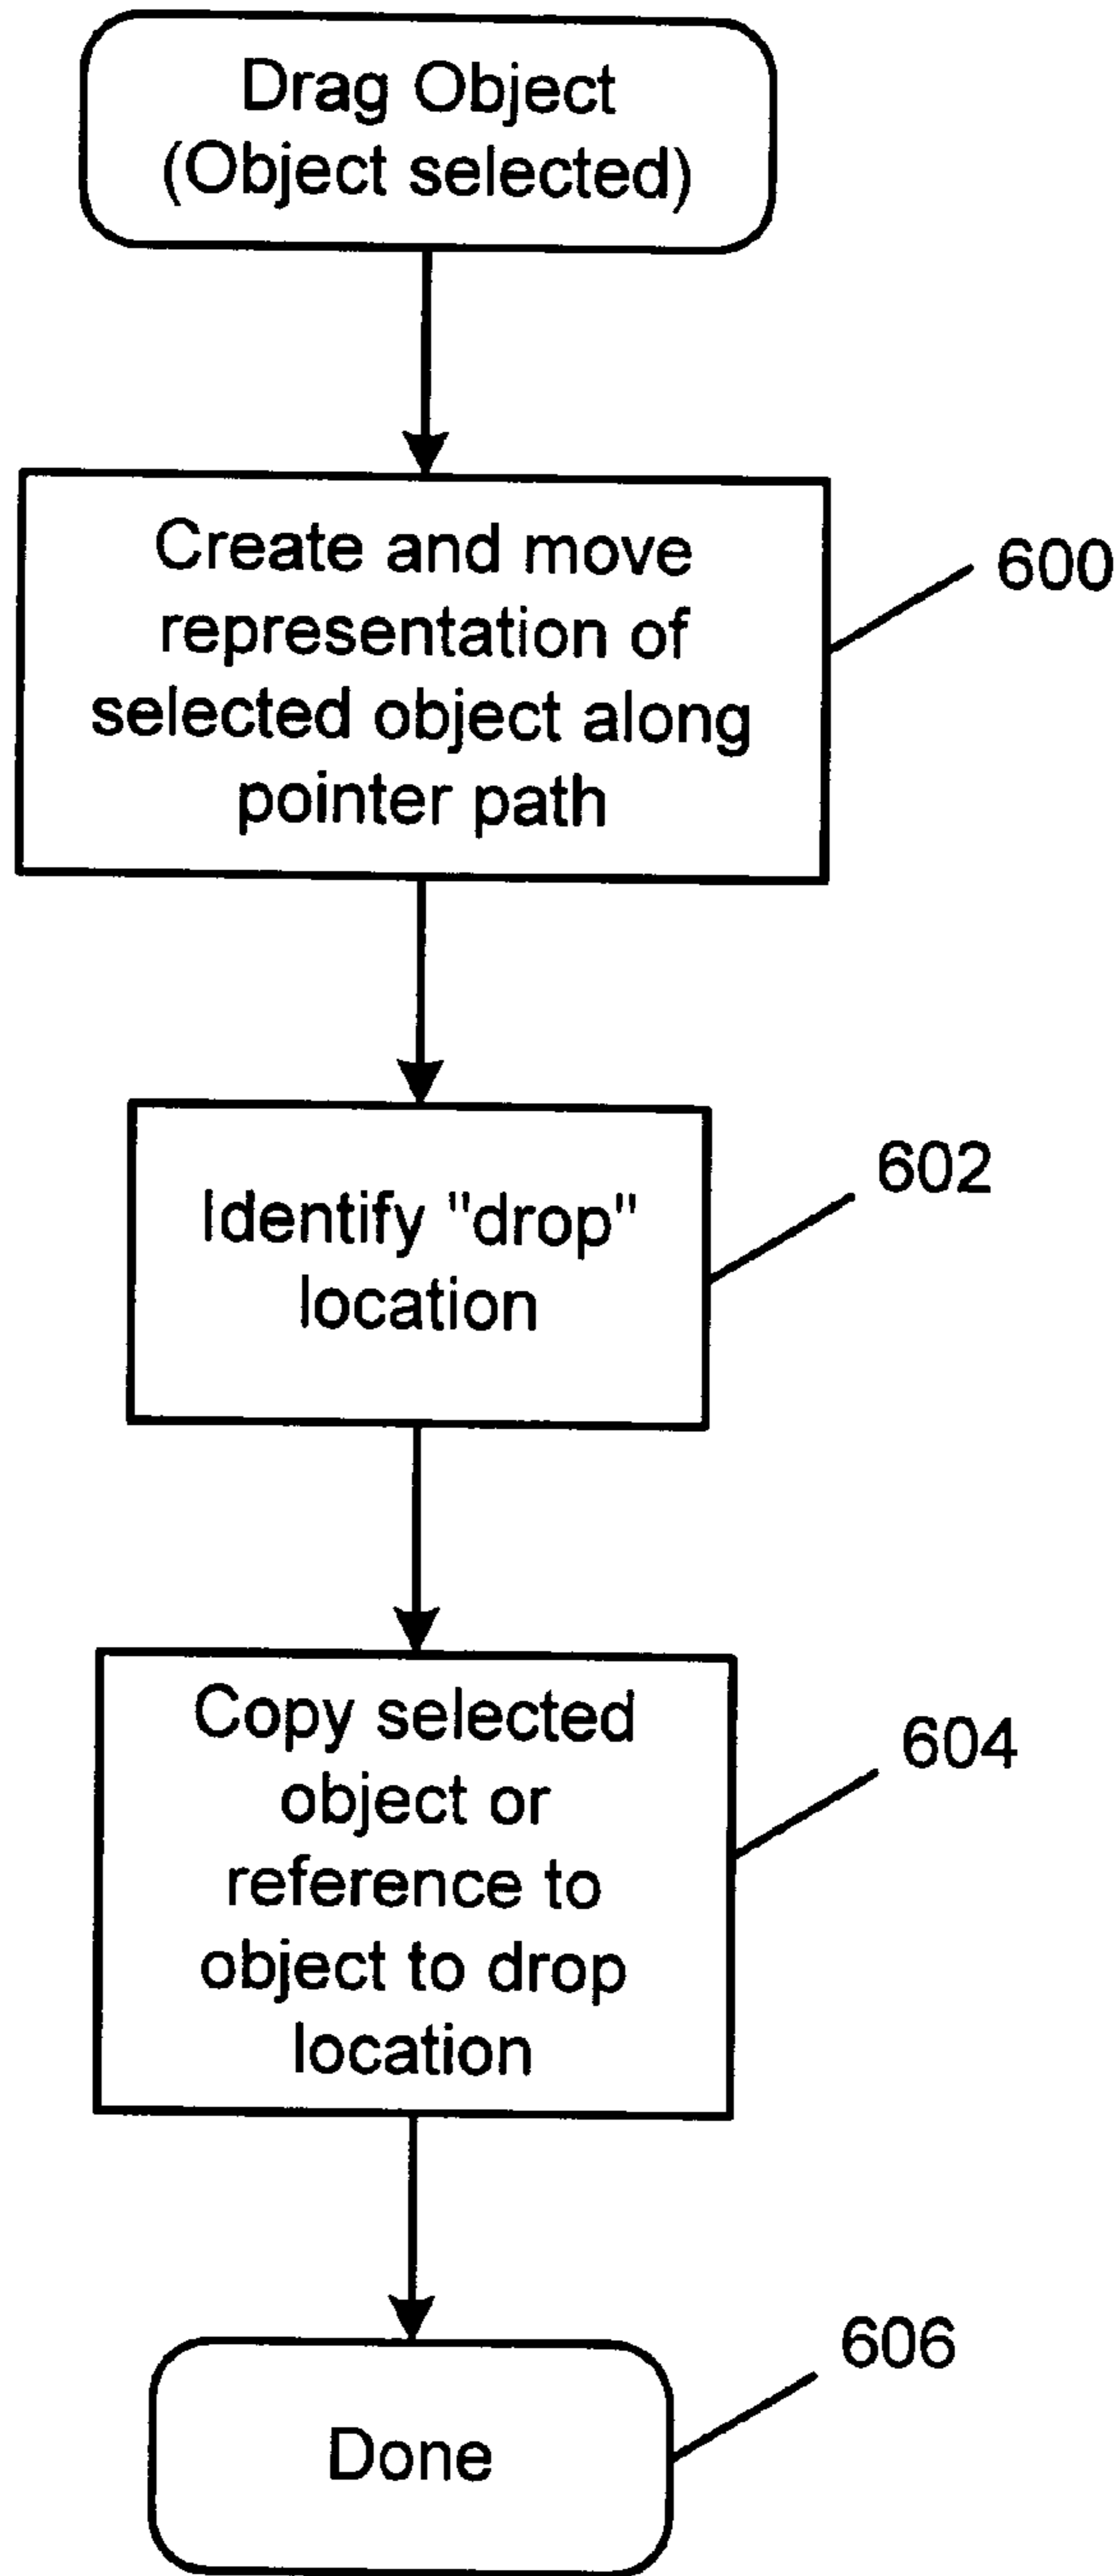 Drag Object
(Object selected)
Create and move
representation of
selected object along
pointer path
600
Identify "drop"
location
602
Copy selected
object or
reference to
object to drop
location
604
Done
606